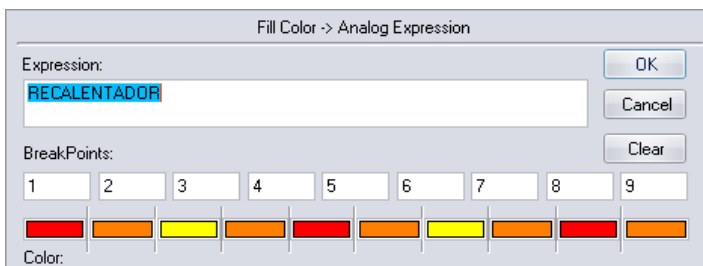 Fill Color -> Analog Expression
Expression:
OK
RECALENTADOR
Cancel
Clear
BreakPoints:
1 2 3 4 5 6 7 8 9
Color: